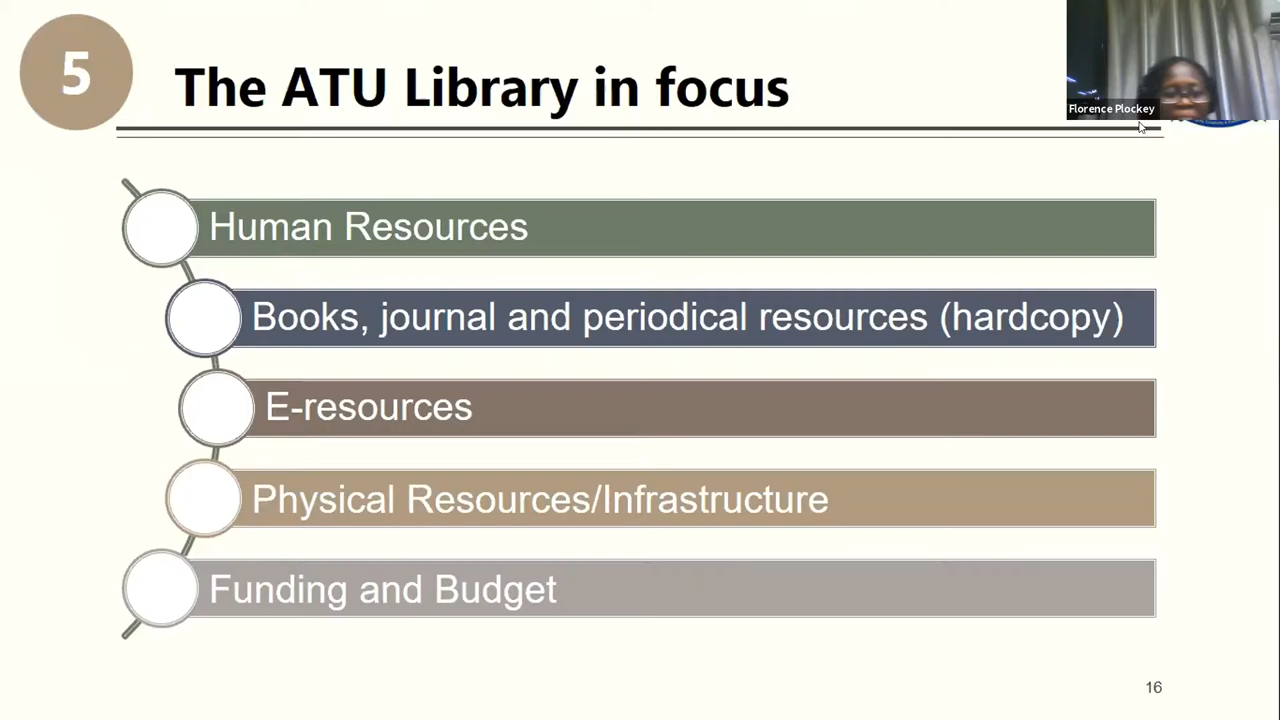 5
The ATU Library in focus
Florence Plockey
Human Resources
Books, journal and periodical resources (hardcopy)
E-resources
Physical Resources/Infrastructure
Funding and Budget
16